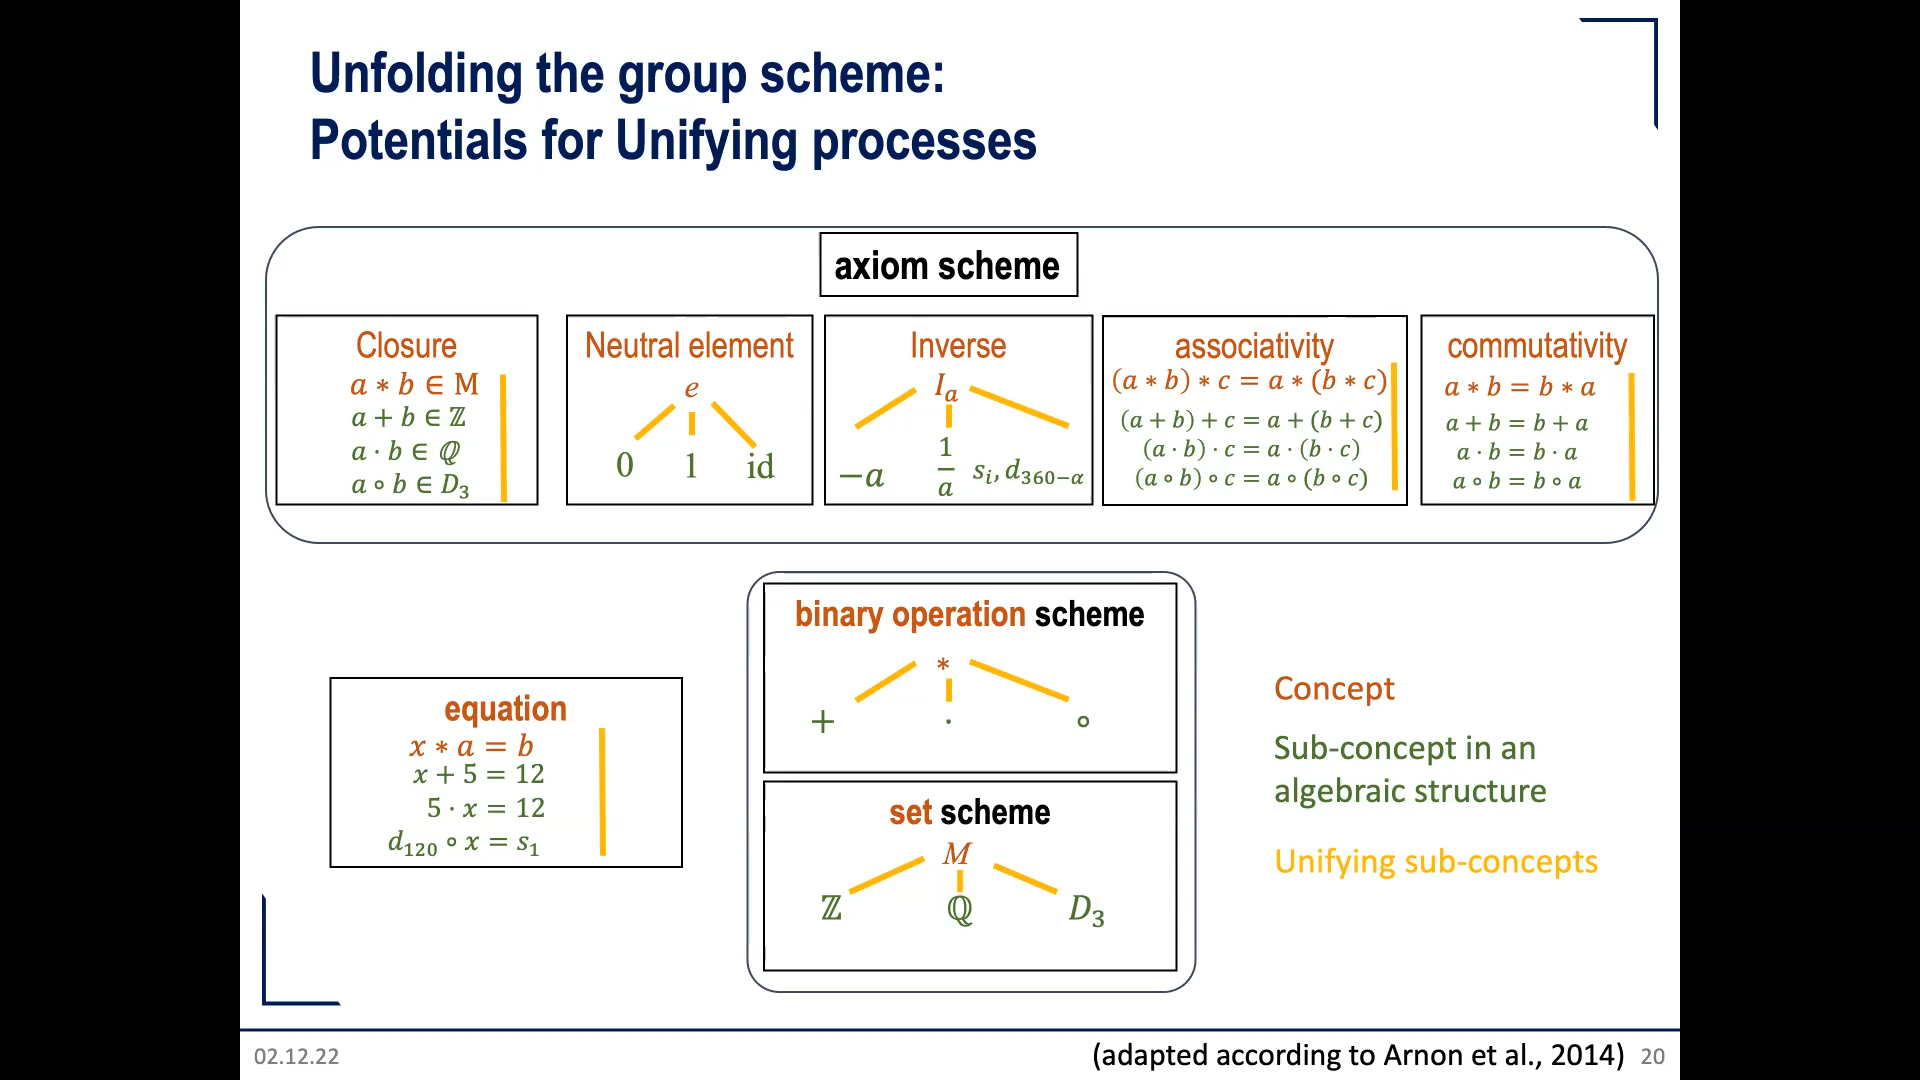 Unfolding the group scheme:
Potentials for Unifying processes
axiom scheme
Closure
a ∗ b ∈ M
a + b ∈ ℤ
a · b ∈ ℚ
a ∘ b ∈ D₃
Neutral element
e
0 1 id
Inverse
Iₐ
−a 1/a sᵢ, d₃₆₀₋α
associativity
(a ∗ b) ∗ c = a ∗ (b ∗ c)
(a + b) + c = a + (b + c)
(a · b) · c = a · (b · c)
(a ∘ b) ∘ c = a ∘ (b ∘ c)
commutativity
a ∗ b = b ∗ a
a + b = b + a
a · b = b · a
a ∘ b = b ∘ a
binary operation scheme
∗
+ · ∘
equation
x ∗ a = b
x + 5 = 12
5 · x = 12
d₁₂₀ ∘ x = s₁
set scheme
M
ℤ ℚ D₃
Concept
Sub-concept in an
algebraic structure
Unifying sub-concepts
02.12.22
(adapted according to Arnon et al., 2014) 20